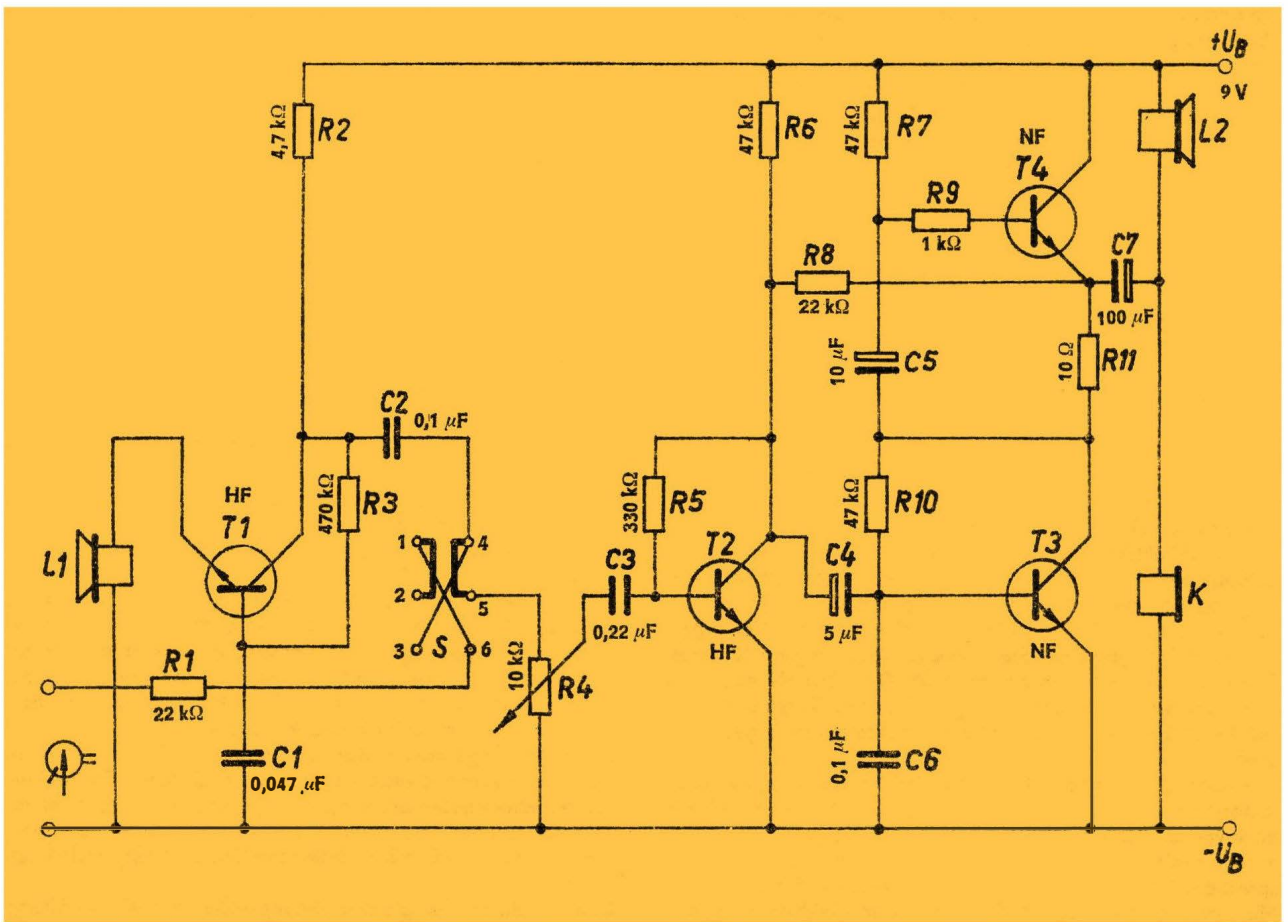 +UB
9 V
4,7 kΩ
R2
47 kΩ
R6
47 kΩ
R7
NF
T4
L2
R9
1 kΩ
R8
22 kΩ
C7
100 µF
10 µF
C5
10 Ω
R11
C2
0,1 µF
HF
T1
470 kΩ
R3
330 kΩ
R5
47 kΩ
R10
L1
1
4
2
5
3
S
6
C3
0,22 µF
T2
HF
C4
5 µF
T3
NF
K
R1
22 kΩ
10 kΩ
R4
C1
0,047 µF
0,1 µF
C6
-UB